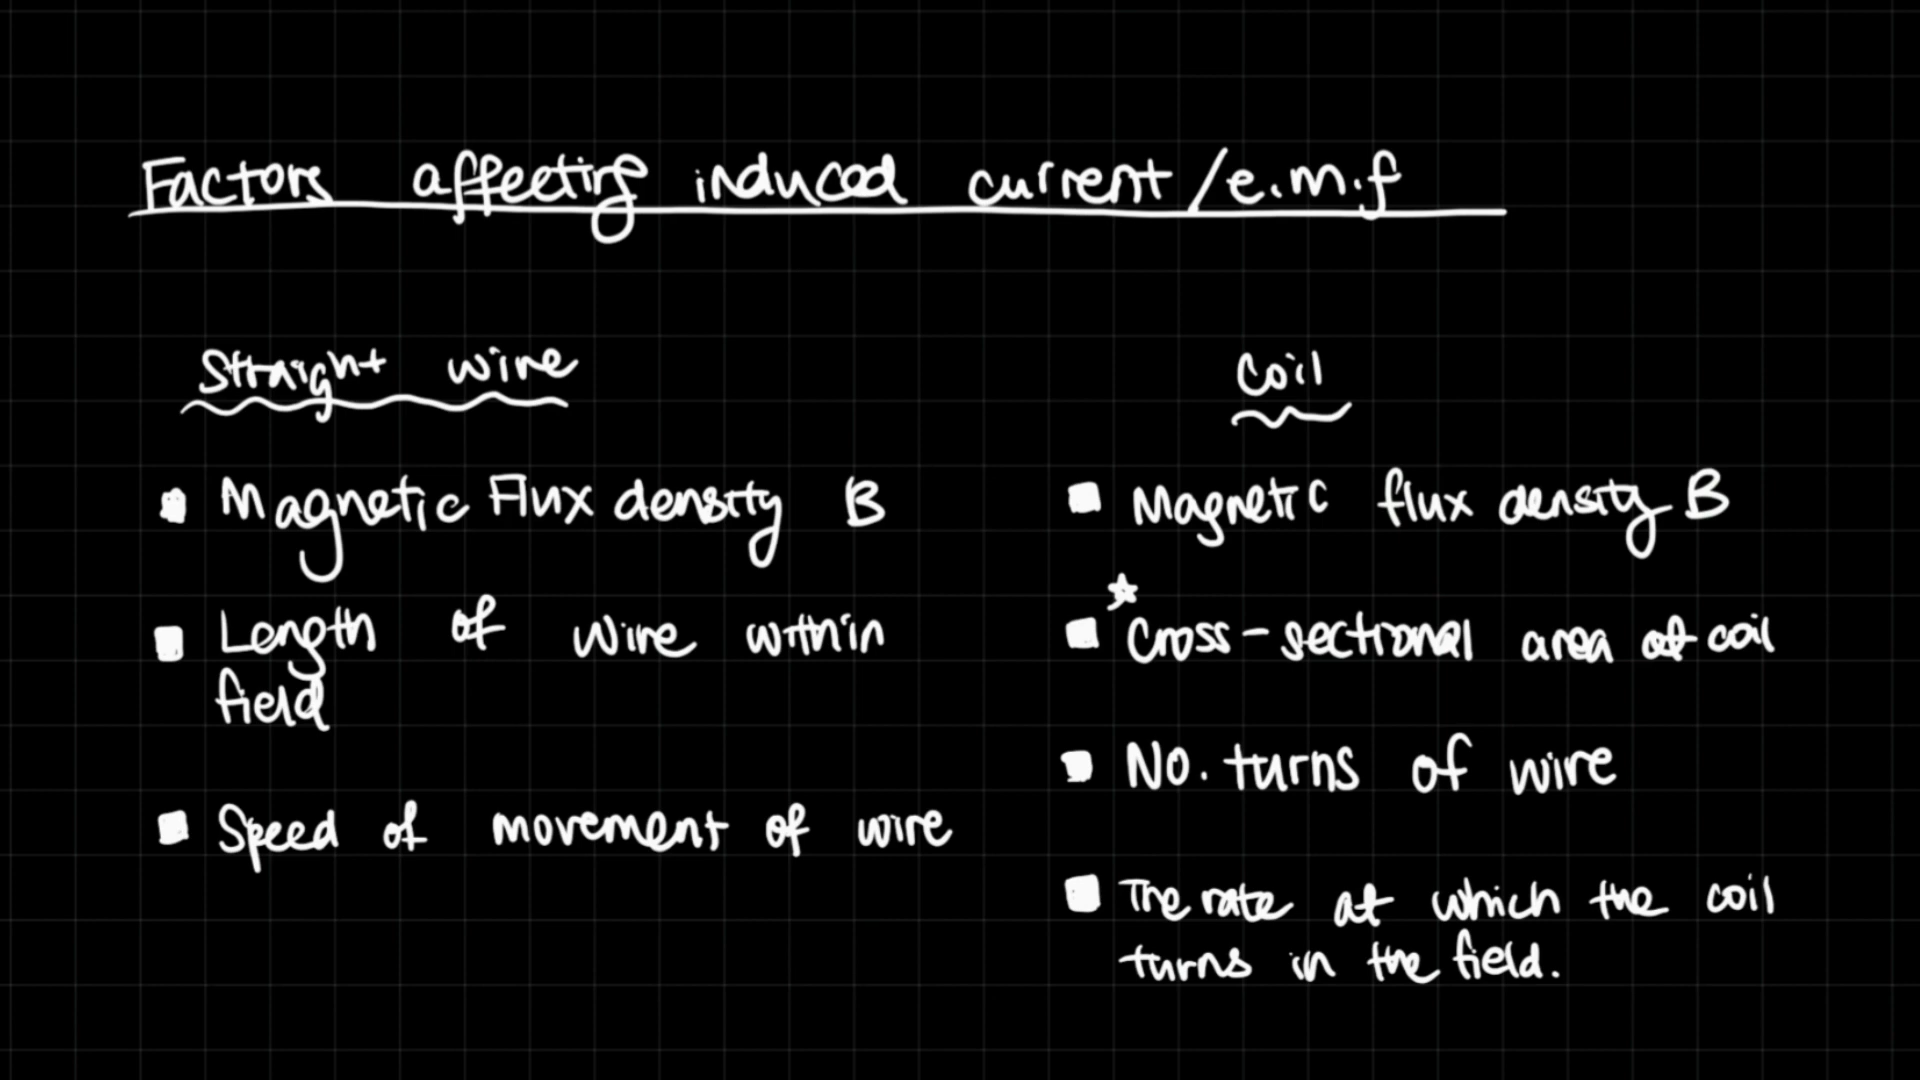 Factors affecting induced current/e.m.f
Straight wire
Magnetic Flux density B
Length of wire within
field
Speed of movement of wire
Coil
Magnetic flux density B
Cross-sectional area of coil
No. turns of wire
The rate at which the coil
turns in the field.